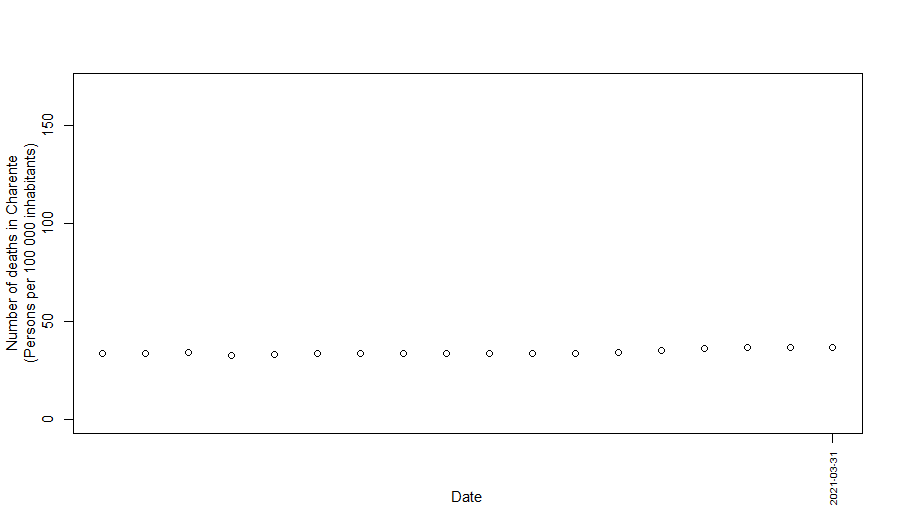 Number of deaths in Charente
(Persons per 100 000 inhabitants)
150
100
50
0
2021-03-31
Date